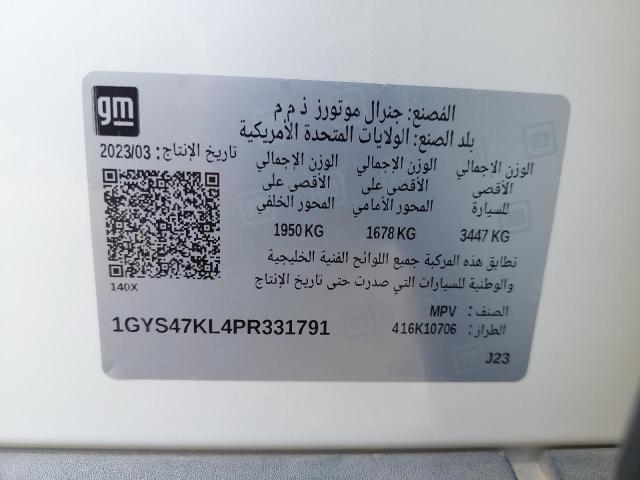 gm
المُصنع: جنرال موتورز ذ م م
بلد الصنع: الولايات المتحدة الأمريكية
تاريخ الإنتاج: 2023/03
الوزن الإجمالي الوزن الإجمالي الوزن الإجمالي
الأقصى الأقصى على الأقصى على
للسيارة المحور الأمامي المحور الخلفي
3447 KG 1678 KG 1950 KG
تطابق هذه المركبة جميع اللوائح الفنية الخليجية
والوطنية للسيارات التي صدرت حتى تاريخ الإنتاج
140X
الصنف: MPV
1GYS47KL4PR331791
الطراز: 416K10706
J23